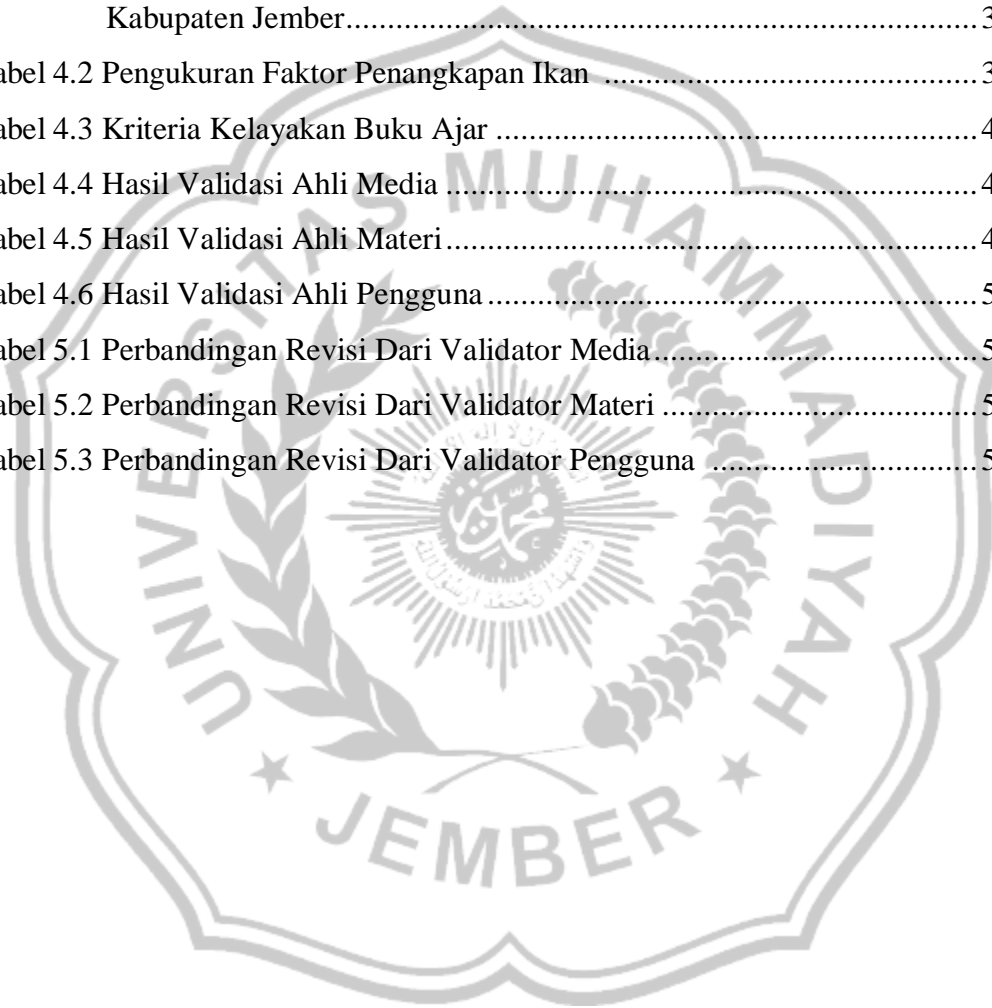 Kabupaten Jember....................................................................................3
abel 4.2 Pengukuran Faktor Penangkapan Ikan ..................................................3
abel 4.3 Kriteria Kelayakan Buku Ajar ................................................................4
abel 4.4 Hasil Validasi Ahli Media .......................................................................4
abel 4.5 Hasil Validasi Ahli Materi.......................................................................4
abel 4.6 Hasil Validasi Ahli Pengguna.................................................................5
abel 5.1 Perbandingan Revisi Dari Validator Media...........................................5
abel 5.2 Perbandingan Revisi Dari Validator Materi ..........................................5
abel 5.3 Perbandingan Revisi Dari Validator Pengguna ....................................5
UNIVERSITAS MUHAMMADIYAH
JEMBER